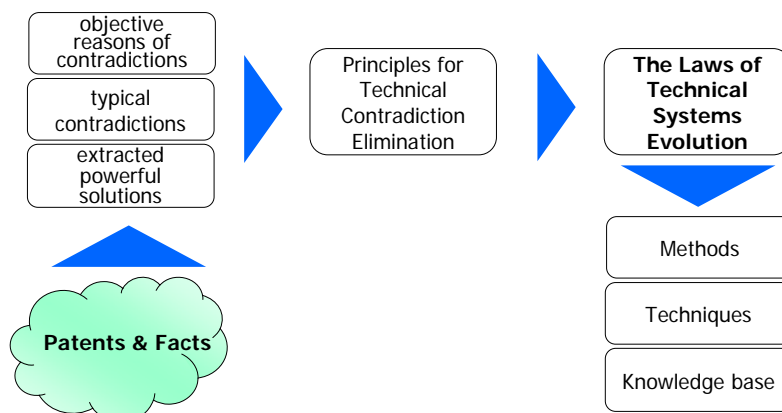 objective
reasons of
contradictions
typical
contradictions
extracted
powerful
solutions
Patents & Facts
Principles for
Technical
Contradiction
Elimination
The Laws of
Technical
Systems
Evolution
Methods
Techniques
Knowledge base